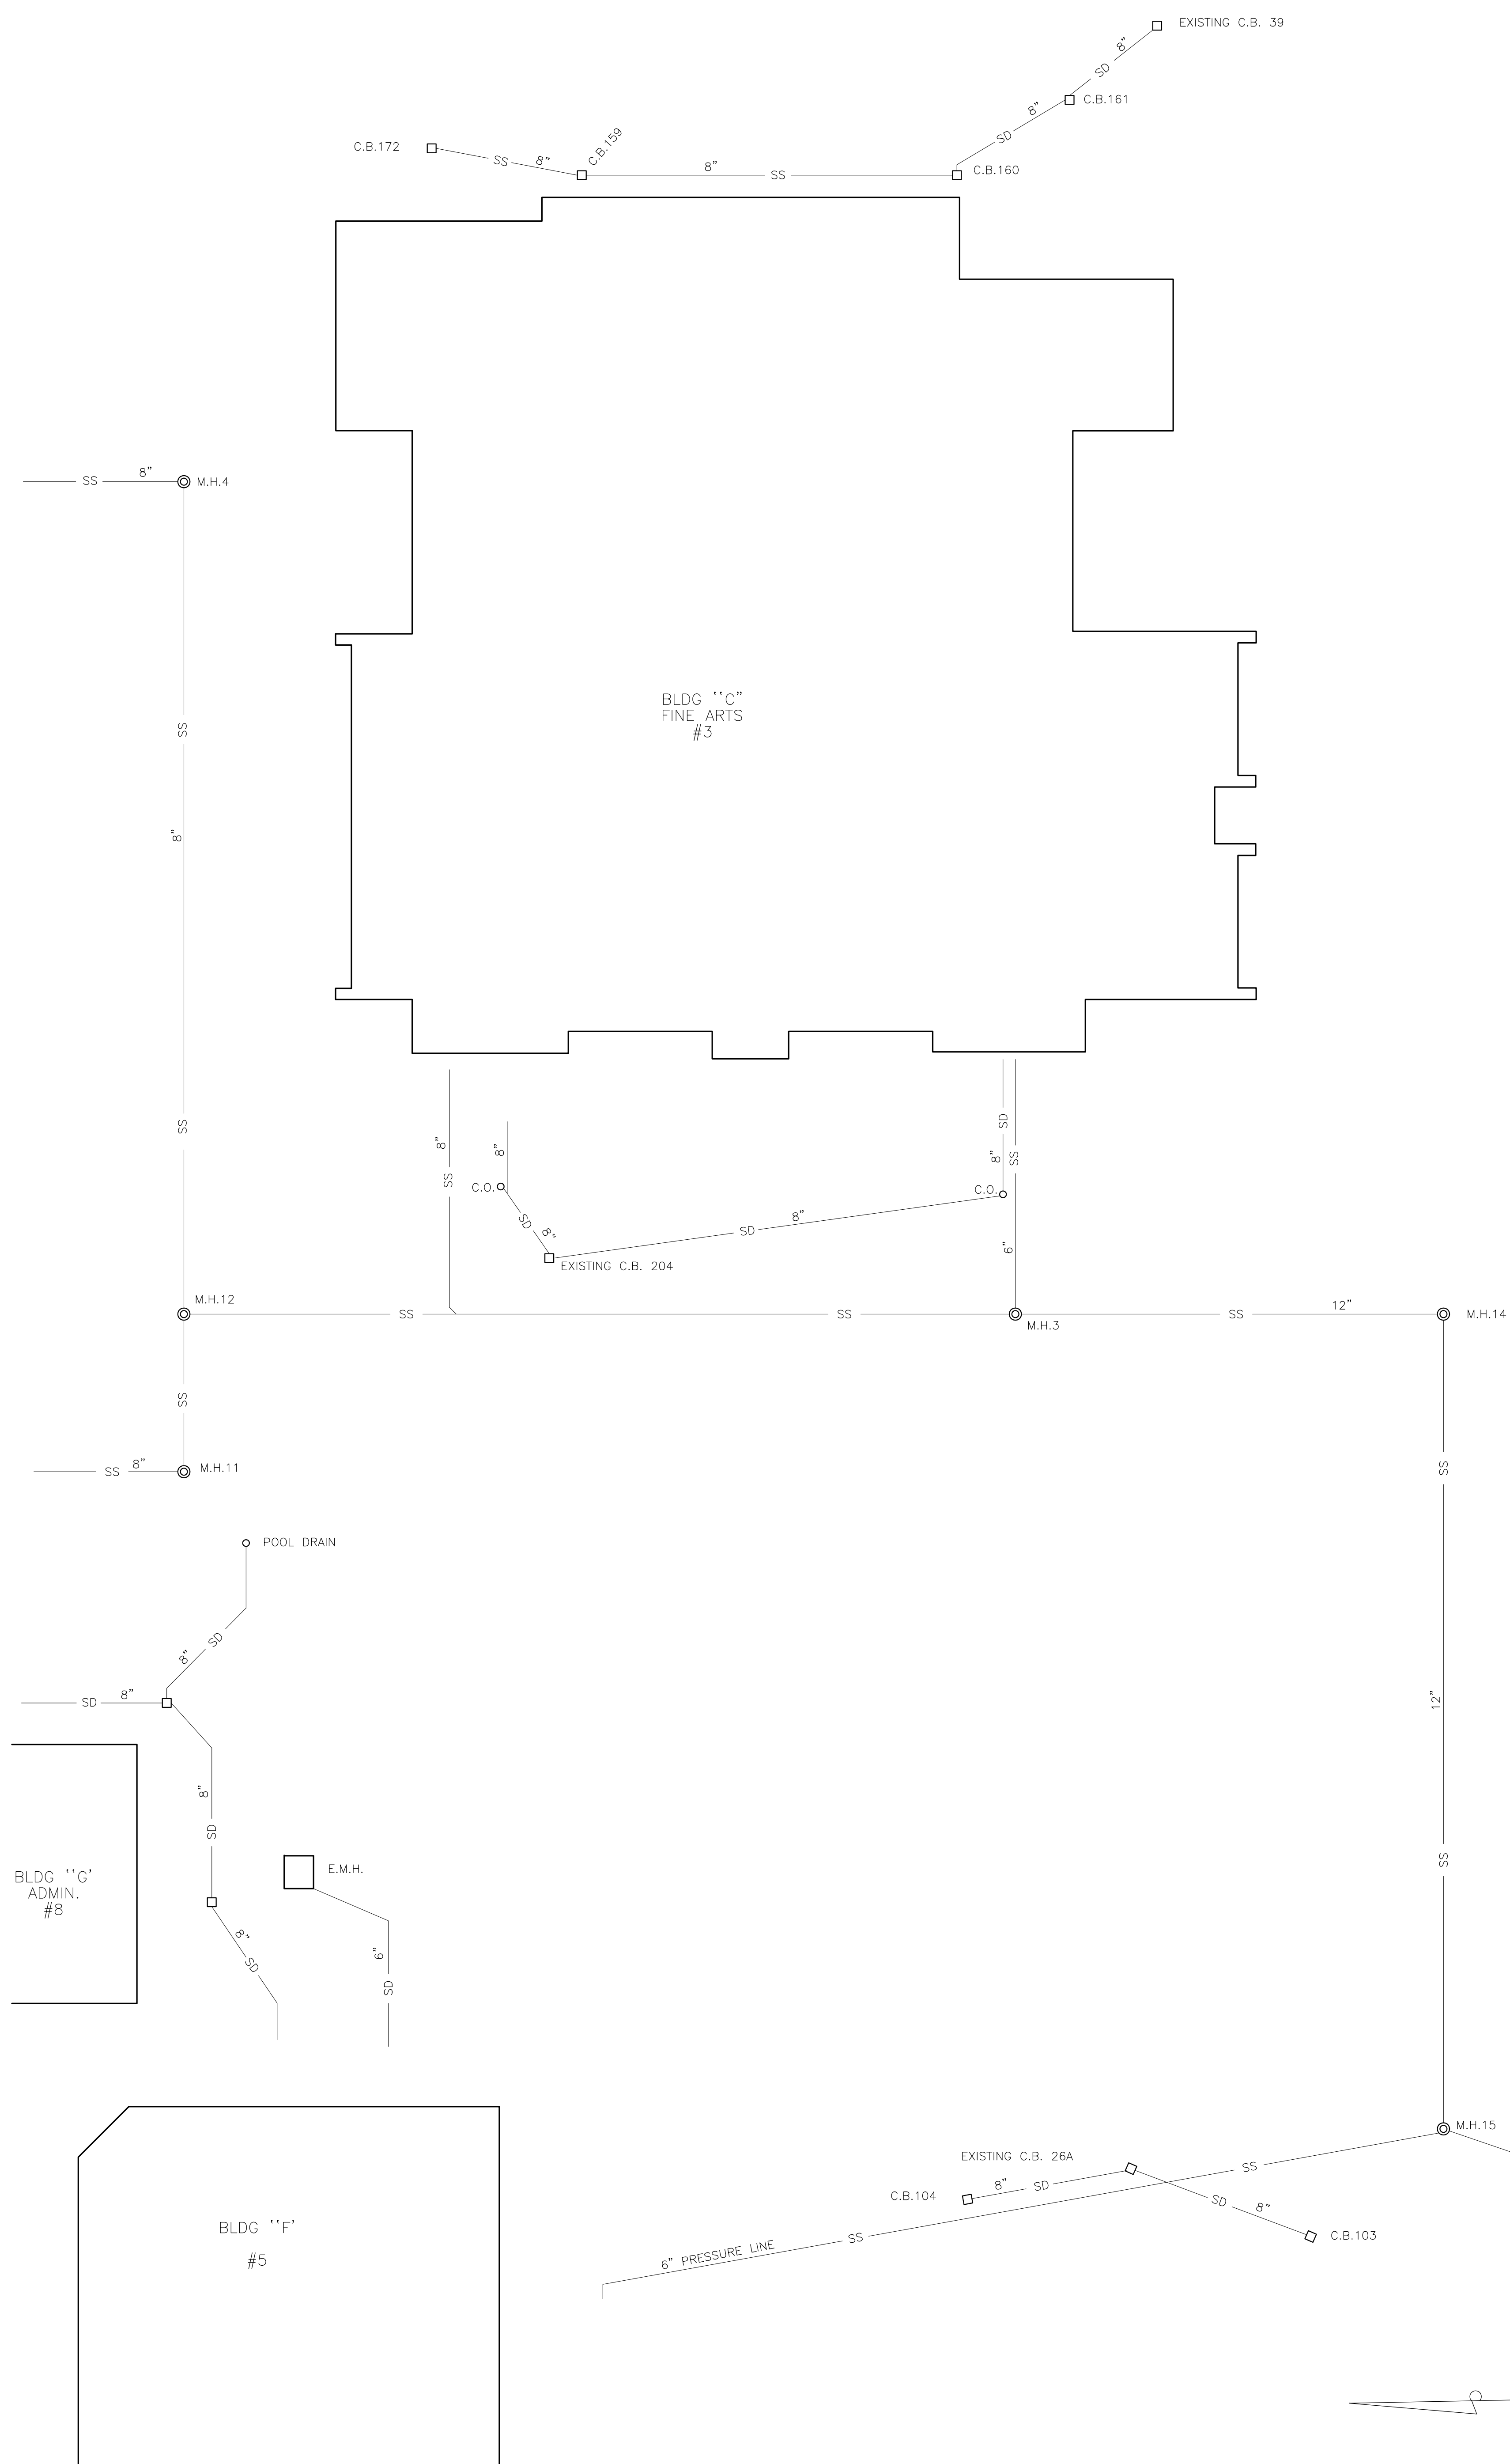 EXISTING C.B. 39
8"
SD
C.B.161
8"
SD
C.B.172
SS
8"
C.B.159
8"
SS
C.B.160
SS
8"
M.H.4
BLDG ‘‘C”
FINE ARTS
#3
SS
8"
SS
8"
SS
8"
C.O.
SD
8"
SD
8"
SS
C.O.
SD
8"
6"
EXISTING C.B. 204
M.H.12
SS
SS
M.H.3
SS
12"
M.H.14
SS
SS
8"
M.H.11
SS
POOL DRAIN
SD
8"
SD
8"
12"
8"
SD
E.M.H.
BLDG ‘‘G’
ADMIN.
#8
SS
8"
SD
6"
SD
M.H.15
EXISTING C.B. 26A
SS
C.B.104
8"
SD
SD
8"
C.B.103
BLDG ‘‘F’
#5
6" PRESSURE LINE
SS